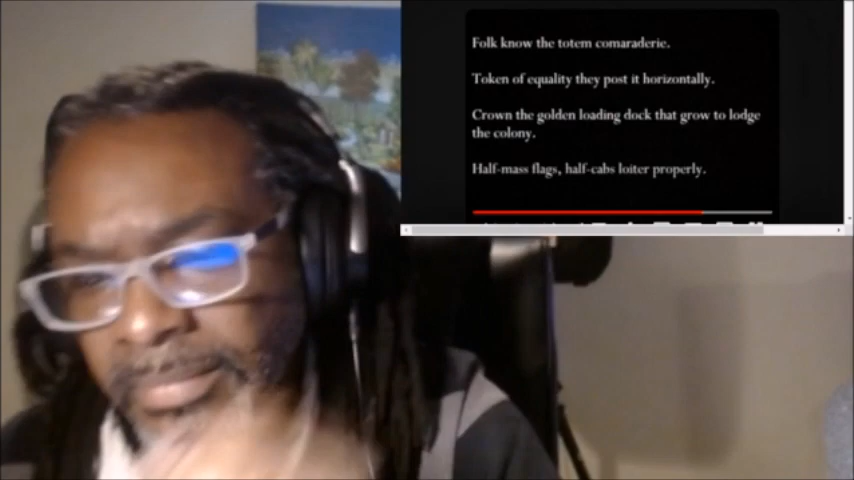 Folk know the totem comaraderie.
Token of equality they post it horizontally.
Crown the golden loading dock that grow to lodge
the colony.
Half-mass flags, half-cabs loiter properly.